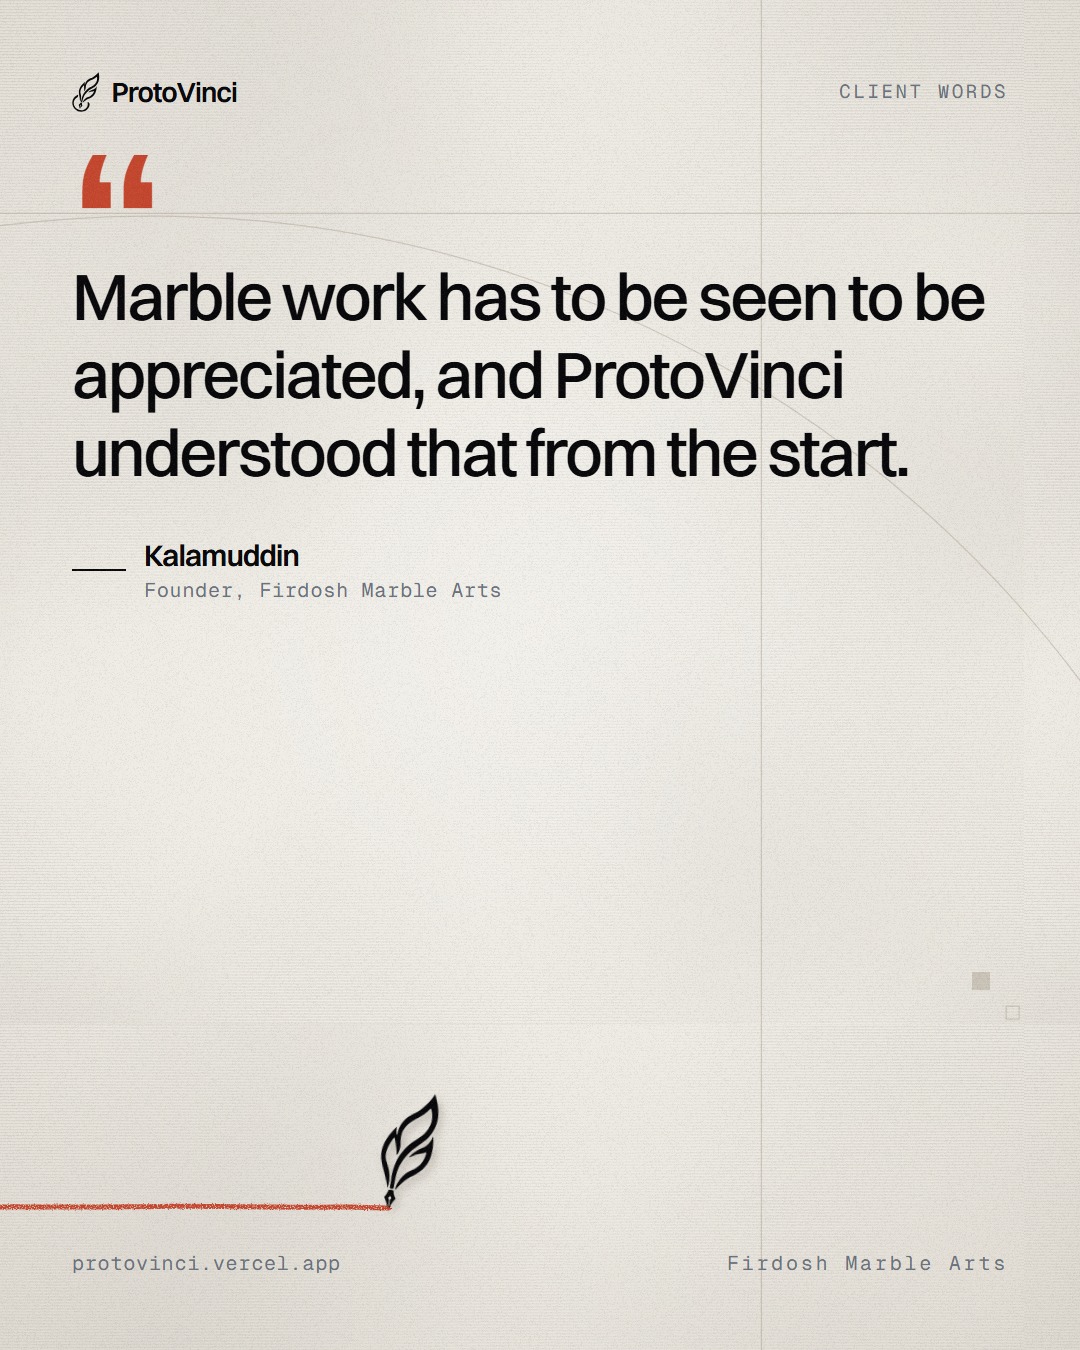 ProtoVinci
CLIENT WORDS
“
Marble work has to be seen to be
appreciated, and ProtoVinci
understood that from the start.
Kalamuddin
Founder, Firdosh Marble Arts
protovinci.vercel.app
Firdosh Marble Arts